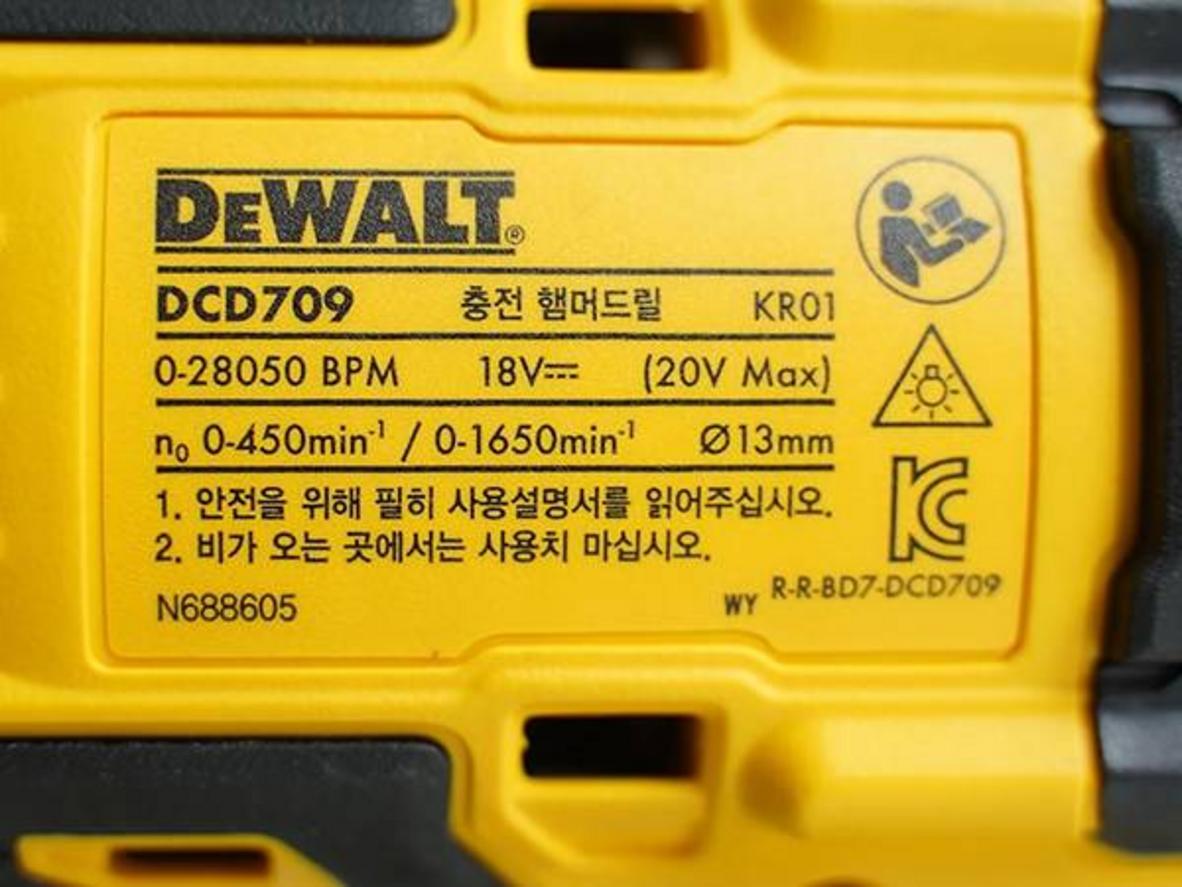 DEWALT®
DCD709 충전 햄머드릴 KR01
0-28050 BPM 18V⎓ (20V Max)
n₀ 0-450min⁻¹ / 0-1650min⁻¹ Ø13mm
1. 안전을 위해 필히 사용설명서를 읽어주십시오.
2. 비가 오는 곳에서는 사용치 마십시오.
KC
R-R-BD7-DCD709
N688605 WY